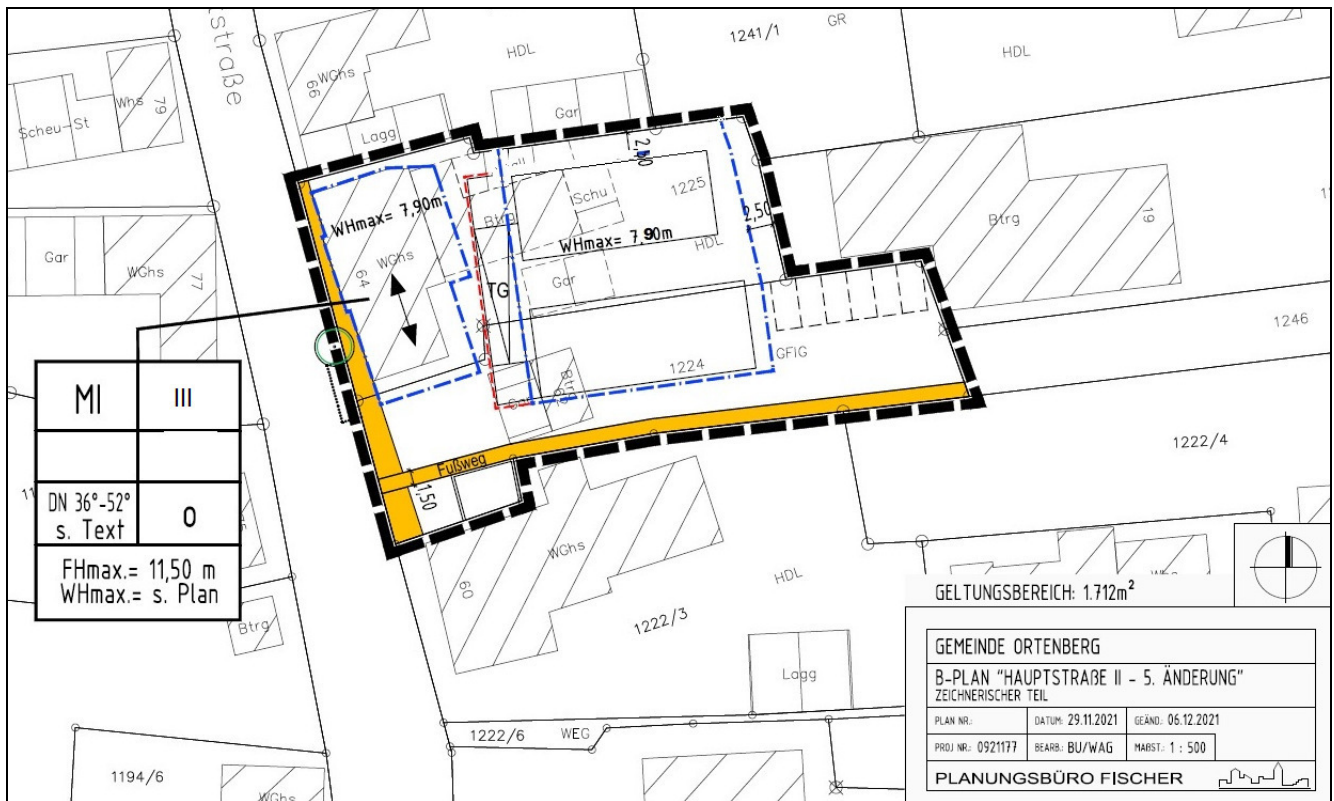 straße
HDL
1241/1
GR
HDL
WGhs
66
Whs
79
Scheu-St
Lagg
Gar
2,50
WHmax= 7,90m
Schu
1225
Btrg
2,50
WHmax= 7,90m
HDL
Btrg
19
Gar
WGhs
77
WGhs
64
TG
Gar
1246
GFIG
1224
Btrg
MI
III
DN 36°-52°
s. Text
O
FHmax.= 11,50 m
WHmax.= s. Plan
Fußweg
1,50
1222/4
WGhs
60
HDL
1222/3
Btrg
Lagg
1222/6
WEG
1194/6
WGhs
GELTUNGSBEREICH: 1.712m²
GEMEINDE ORTENBERG
B-PLAN "HAUPTSTRAßE II - 5. ÄNDERUNG"
ZEICHNERISCHER TEIL
PLAN NR.:
DATUM: 29.11.2021
GEÄND.: 06.12.2021
PROJ NR.: 0921177
BEARB.: BU/WAG
MAßST.: 1 : 500
PLANUNGSBÜRO FISCHER